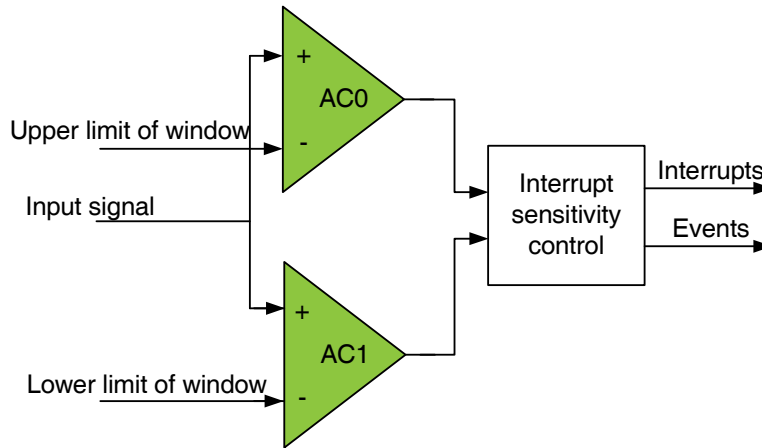 +
AC0
Upper limit of window
-
Input signal
Interrupt
sensitivity
control
Interrupts
Events
+
AC1
Lower limit of window
-